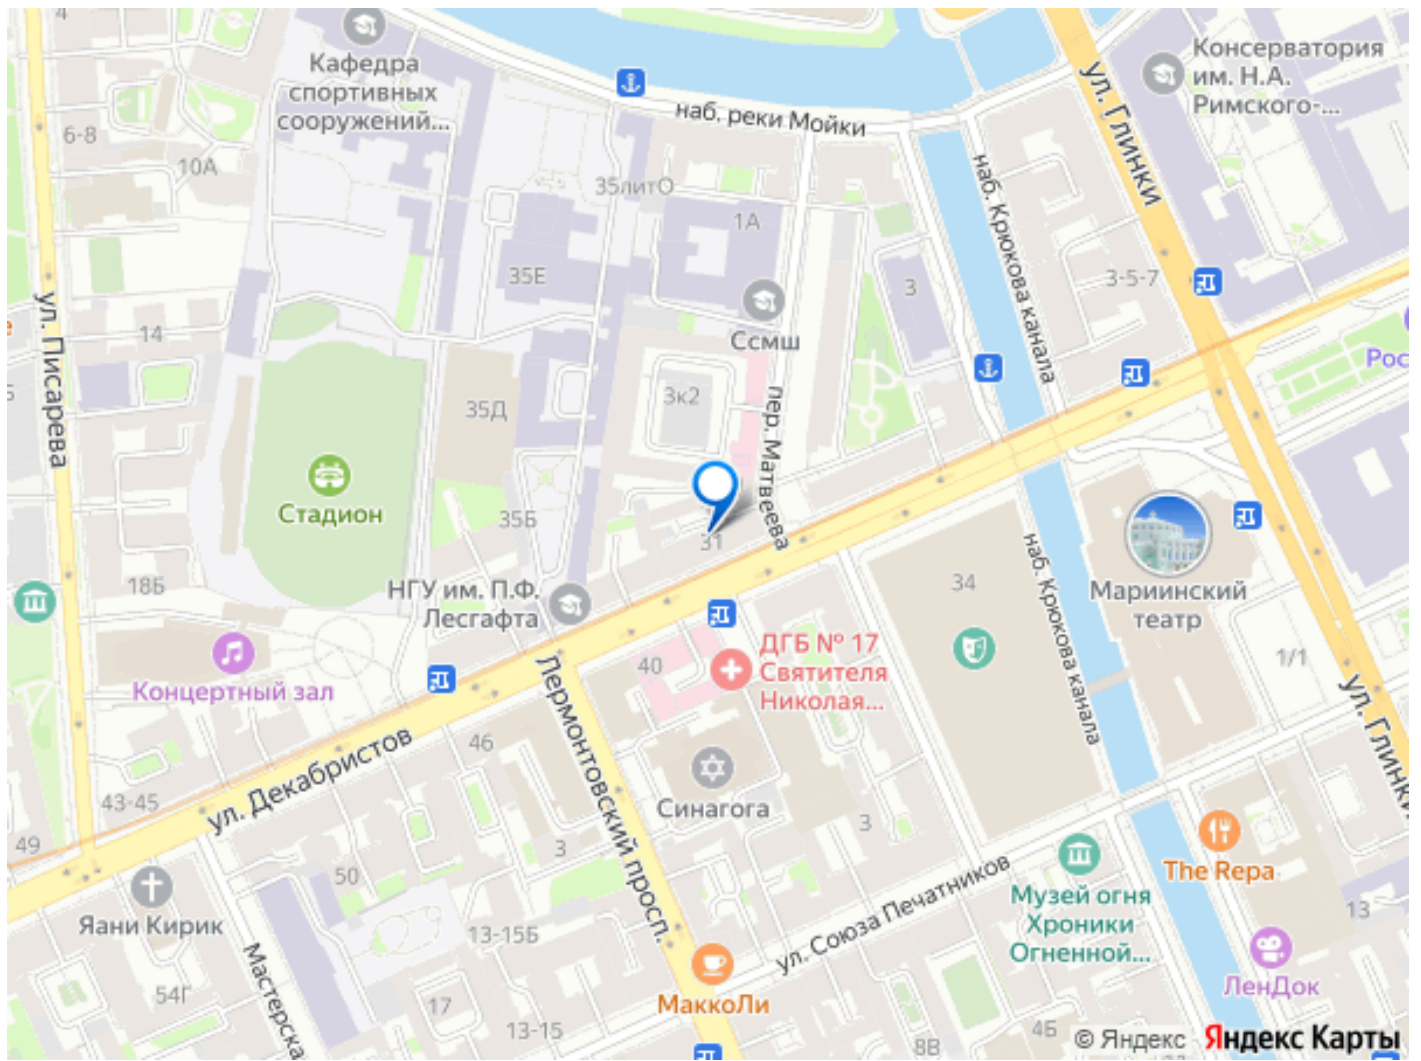 4
Кафедра
спортивных
сооружений...
6-8
10А
наб. реки Мойки
ул. Глинки
Консерватория
им. Н.А.
Римского-...
35литО
1А
наб. Крюкова канала
35Е
3
3-5-7
ул. Писарева
14
Ссмш
Рос
3к2
35Д
пер. Матвеева
Стадион
35Б
31
18Б
НГУ им. П.Ф.
Лесгафта
34
наб. Крюкова канала
Мариинский
театр
1/1
ул. Глинки
Концертный зал
40
ДГБ № 17
Святителя
Николая...
Лермонтовский просп.
46
ул. Декабристов
Синагога
43-45
49
3
3
50
The Repa
Яани Кирик
ул. Союза Печатников
Музей огня
Хроники
Огненной...
13
13-15Б
Мастерска
54Г
17
МаккоЛи
ЛенДок
13-15
4Б
8В
© Яндекс Яндекс Карты